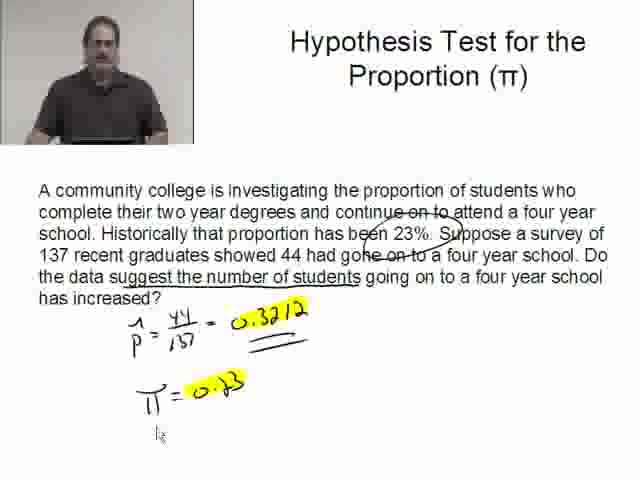 Hypothesis Test for the
Proportion (π)
A community college is investigating the proportion of students who
complete their two year degrees and continue on to attend a four year
school. Historically that proportion has been 23%. Suppose a survey of
137 recent graduates showed 44 had gone on to a four year school. Do
the data suggest the number of students going on to a four year school
has increased?
p̂ = 44/137 = 0.3212
π = 0.23